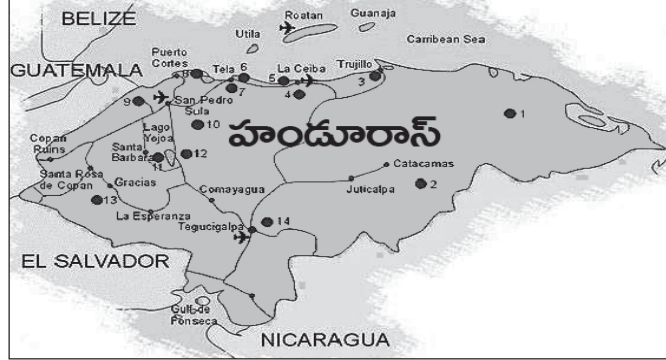 BELIZE
Roatan
Guanaja
Utila
Carribean Sea
Puerto
Cortes
GUATEMALA
8
Tela
6
7
La Ceiba
5
4
Trujillo
3
9
San Pedro
Sula
10
హండూరాస్
1
Copan
Ruins
Lago
Yojoa
Santa
Barbara
11
12
Santa Rosa
de Copan
Gracias
13
La Esperanza
Comayagua
Catacamas
Juticalpa
2
Tegucigalpa
14
EL SALVADOR
Gulf de
Fonseca
NICARAGUA